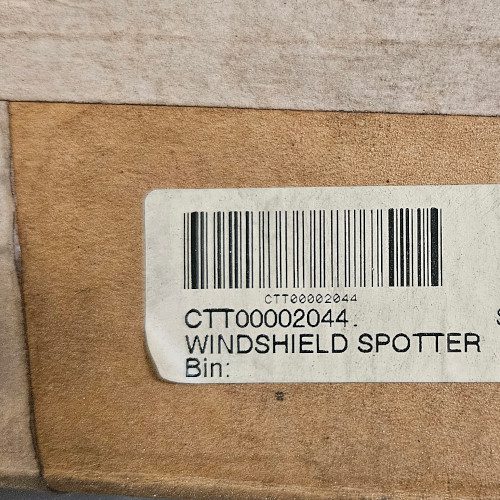 CTT00002044
CTT00002044.
WINDSHIELD SPOTTER
Bin: